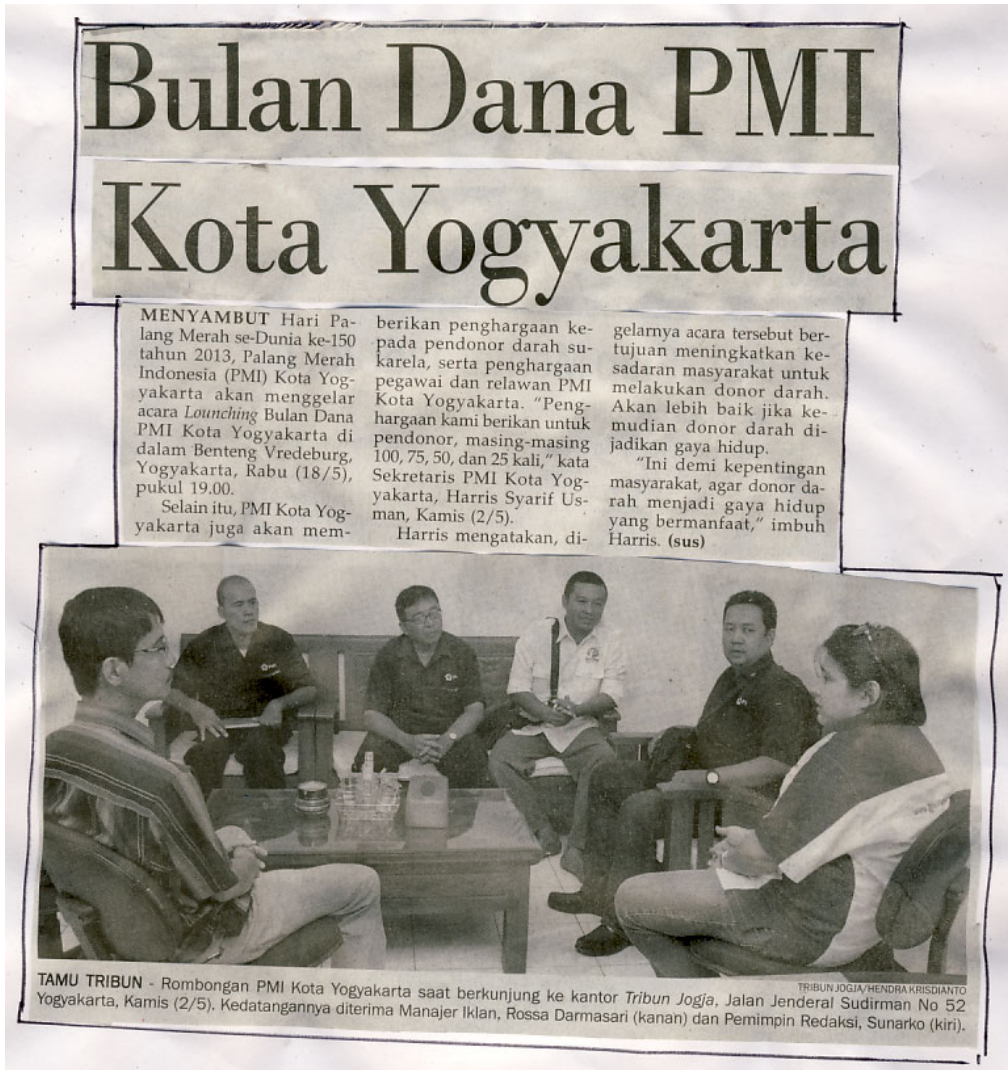 Bulan Dana PMI
Kota Yogyakarta
MENYAMBUT Hari Pa-
lang Merah se-Dunia ke-150
tahun 2013, Palang Merah
Indonesia (PMI) Kota Yog-
yakarta akan menggelar
acara Lounching Bulan Dana
PMI Kota Yogyakarta di
dalam Benteng Vredeburg,
Yogyakarta, Rabu (18/5),
pukul 19.00.
Selain itu, PMI Kota Yog-
yakarta juga akan mem-
berikan penghargaan ke-
pada pendonor darah su-
karela, serta penghargaan
pegawai dan relawan PMI
Kota Yogyakarta. "Peng-
hargaan kami berikan untuk
pendonor, masing-masing
100, 75, 50, dan 25 kali," kata
Sekretaris PMI Kota Yog-
yakarta, Harris Syarif Us-
man, Kamis (2/5).
Harris mengatakan, di-
gelarnya acara tersebut ber-
tujuan meningkatkan ke-
sadaran masyarakat untuk
melakukan donor darah.
Akan lebih baik jika ke-
mudian donor darah di-
jadikan gaya hidup.
"Ini demi kepentingan
masyarakat, agar donor da-
rah menjadi gaya hidup
yang bermanfaat," imbuh
Harris. (sus)
TRIBUN JOGJA/HENDRA KRISDIANTO
TAMU TRIBUN - Rombongan PMI Kota Yogyakarta saat berkunjung ke kantor Tribun Jogja, Jalan Jenderal Sudirman No 52
Yogyakarta, Kamis (2/5). Kedatangannya diterima Manajer Iklan, Rossa Darmasari (kanan) dan Pemimpin Redaksi, Sunarko (kiri).